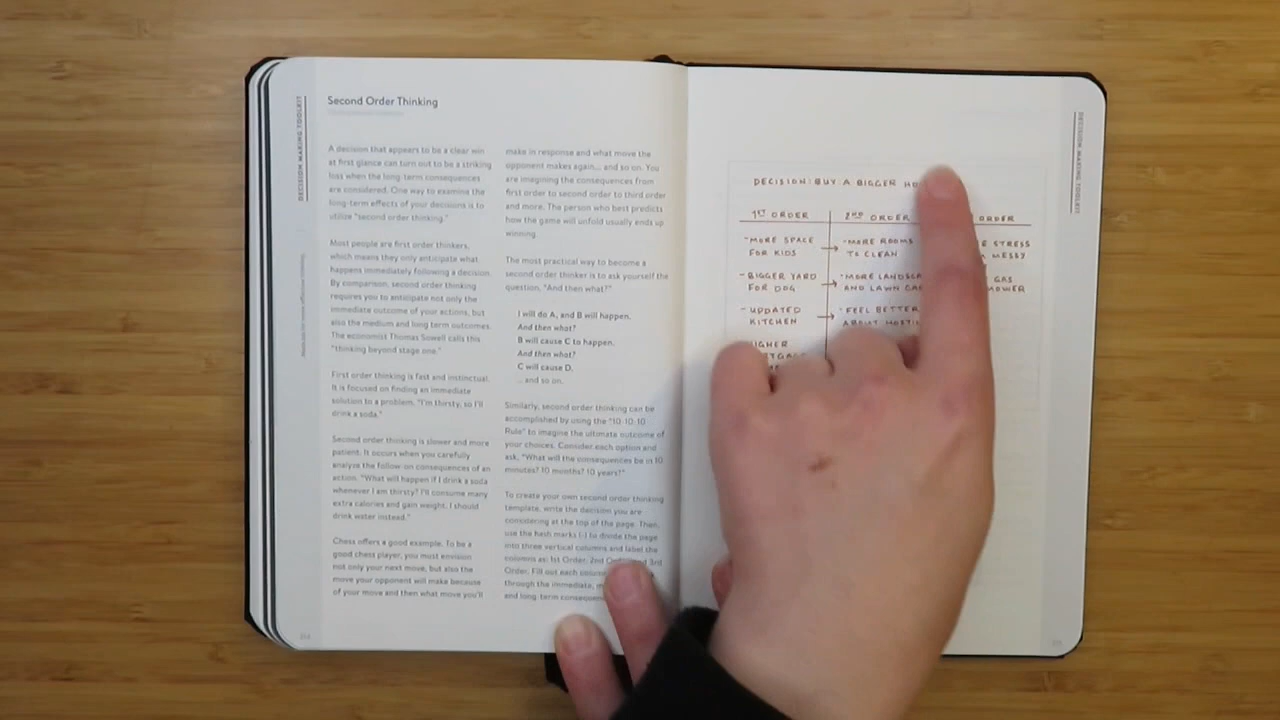 DECISION MAKING TOOLKIT
Second Order Thinking
A decision that appears to be a clear win
at first glance can turn out to be a striking
loss when the long-term consequences
are considered. One way to examine the
long-term effects of your decisions is to
utilize "second order thinking."
Most people are first order thinkers,
which means they only anticipate what
happens immediately following a decision.
By comparison, second order thinking
requires you to anticipate not only the
immediate outcome of your actions, but
also the medium and long term outcomes.
The economist Thomas Sowell calls this
"thinking beyond stage one."
First order thinking is fast and instinctual.
It is focused on finding an immediate
solution to a problem. "I'm thirsty, so I'll
drink a soda."
Second order thinking is slower and more
patient. It occurs when you carefully
analyze the follow-on consequences of an
action. "What will happen if I drink a soda
whenever I am thirsty? I'll consume many
extra calories and gain weight. I should
drink water instead."
Chess offers a good example. To be a
good chess player, you must envision
not only your next move, but also the
move your opponent will make because
of your move and then what move you'll
make in response and what move the
opponent makes again... and so on. You
are imagining the consequences from
first order to second order to third order
and more. The person who best predicts
how the game will unfold usually ends up
winning.
The most practical way to become a
second order thinker is to ask yourself the
question, "And then what?"
I will do A, and B will happen.
And then what?
B will cause C to happen.
And then what?
C will cause D.
... and so on.
Similarly, second order thinking can be
accomplished by using the "10-10-10
Rule" to imagine the ultimate outcome of
your choices. Consider each option and
ask, "What will the consequences be in 10
minutes? 10 months? 10 years?"
To create your own second order thinking
template, write the decision you are
considering at the top of the page. Then,
use the hash marks (-) to divide the page
into three vertical columns and label the
columns as: 1st Order, 2nd Order and 3rd
Order. Fill out each column
through the immediate,
and long-term
DECISION: BUY A BIGGER
1ST ORDER 2ND ORDER ORDER
-MORE SPACE → -MORE ROOMS STRESS
FOR KIDS TO CLEAN MESSY
-BIGGER YARD → -MORE GAS
FOR DOG AND LAWN
-UPDATED → -FEEL BETTER
KITCHEN ABOUT
DECISION MAKING TOOLKIT